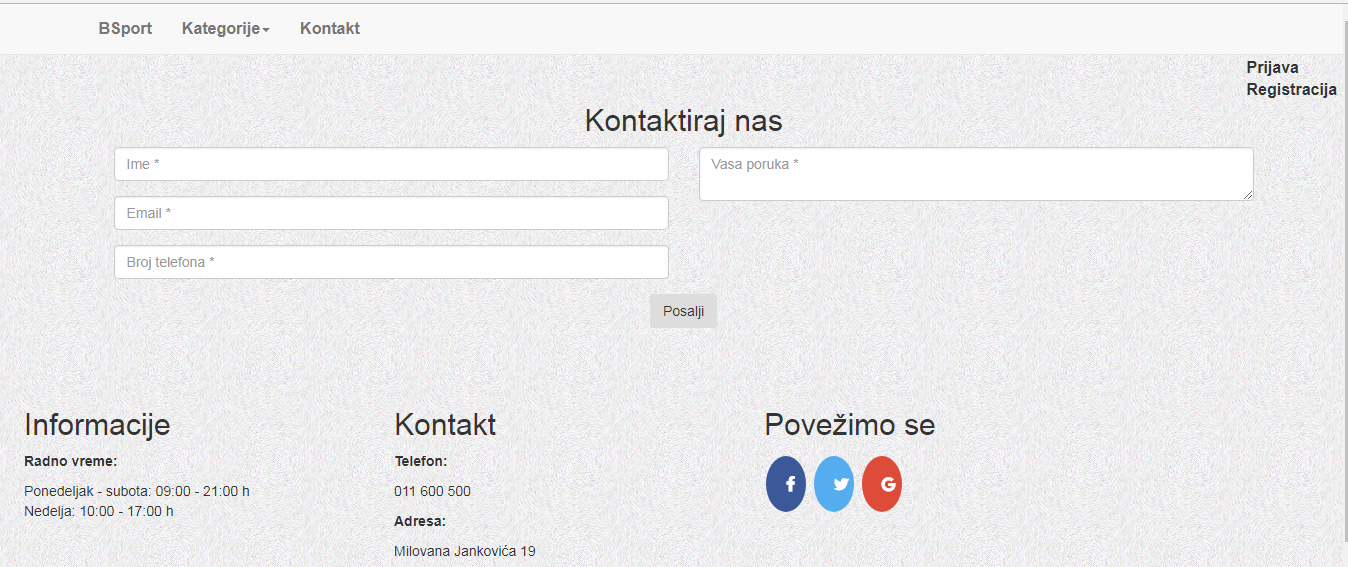 BSport Kategorije Kontakt
Prijava
Registracija
Kontaktiraj nas
Ime *
Email *
Broj telefona *
Vasa poruka *
Posalji
Informacije
Radno vreme:
Ponedeljak - subota: 09:00 - 21:00 h
Nedelja: 10:00 - 17:00 h
Kontakt
Telefon:
011 600 500
Adresa:
Milovana Jankovića 19
Povežimo se